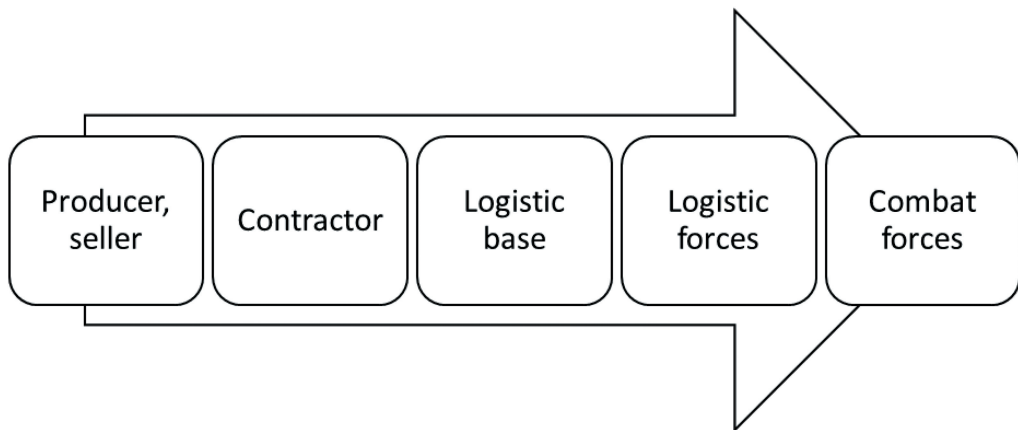 Producer,
seller
Contractor
Logistic
base
Logistic
forces
Combat
forces